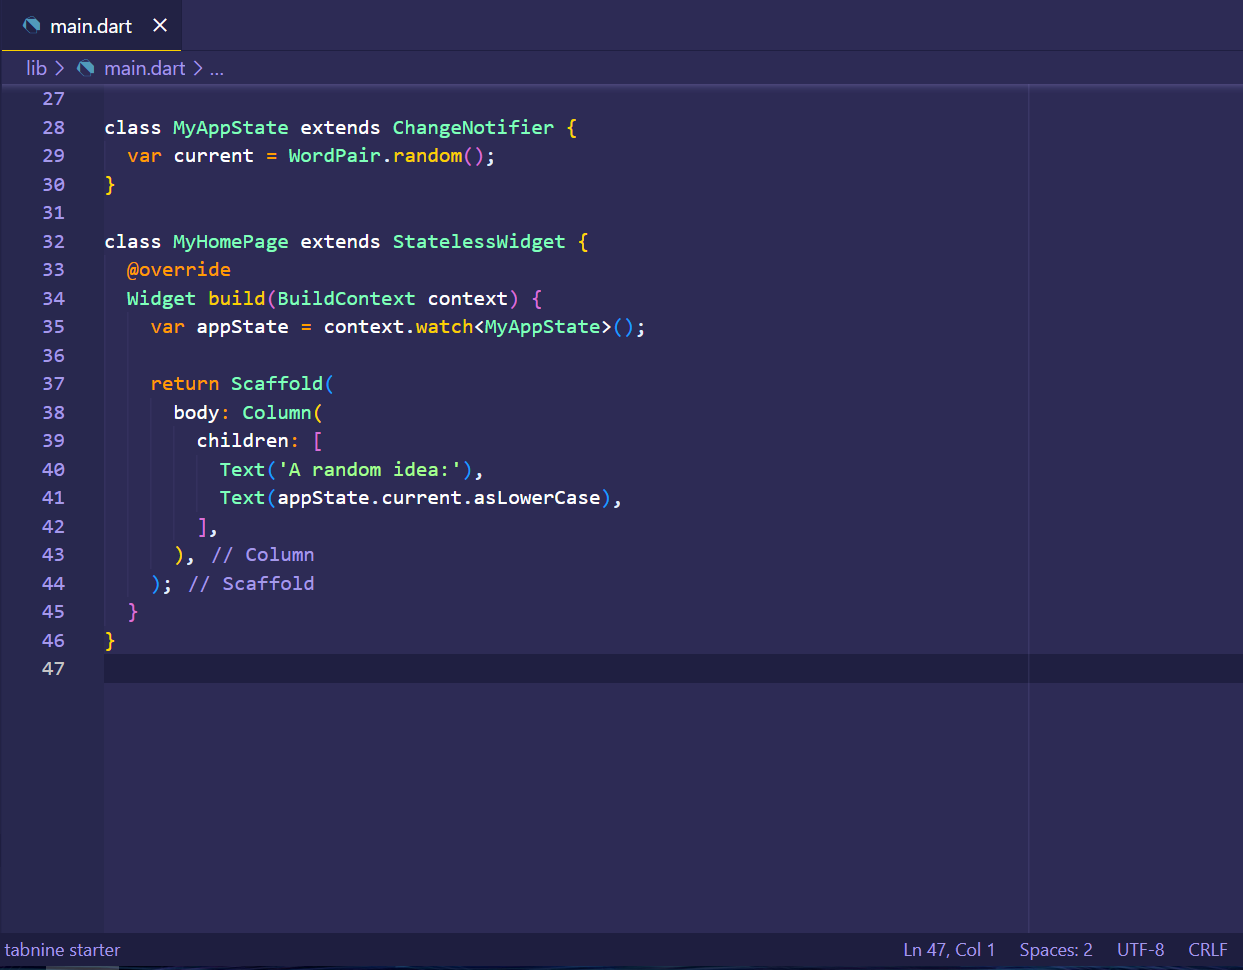 main.dart
lib > main.dart > ...
27
28 class MyAppState extends ChangeNotifier {
29   var current = WordPair.random();
30 }
31
32 class MyHomePage extends StatelessWidget {
33   @override
34   Widget build(BuildContext context) {
35     var appState = context.watch<MyAppState>();
36
37     return Scaffold(
38       body: Column(
39         children: [
40           Text('A random idea:'),
41           Text(appState.current.asLowerCase),
42         ],
43       ), // Column
44     ); // Scaffold
45   }
46 }
47
tabnine starter Ln 47, Col 1 Spaces: 2 UTF-8 CRLF